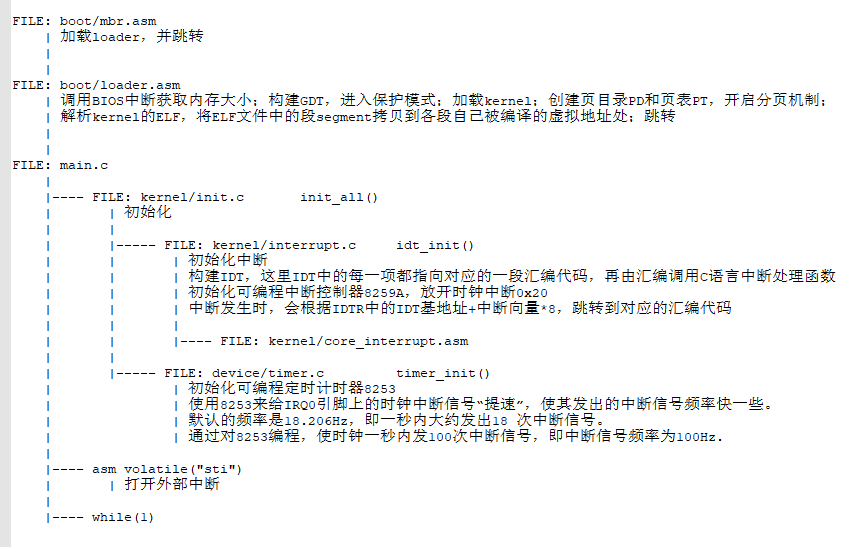 FILE: boot/mbr.asm
| 加载loader，并跳转
|
|
FILE: boot/loader.asm
| 调用BIOS中断获取内存大小；构建GDT，进入保护模式；加载kernel；创建页目录PD和页表PT，开启分页机制；
| 解析kernel的ELF，将ELF文件中的段segment拷贝到各段自己被编译的虚拟地址处；跳转
|
|
FILE: main.c
|
|---- FILE: kernel/init.c init_all()
| | 初始化
| |
| |----- FILE: kernel/interrupt.c idt_init()
| | | 初始化中断
| | | 构建IDT，这里IDT中的每一项都指向对应的一段汇编代码，再由汇编调用C语言中断处理函数
| | | 初始化可编程中断控制器8259A，放开时钟中断0x20
| | | 中断发生时，会根据IDTR中的IDT基地址+中断向量*8，跳转到对应的汇编代码
| | |
| | |---- FILE: kernel/core_interrupt.asm
| |
| |----- FILE: device/timer.c timer_init()
| | 初始化可编程定时计时器8253
| | 使用8253来给IRQ0引脚上的时钟中断信号“提速”，使其发出的中断信号频率快一些。
| | 默认的频率是18.206Hz，即一秒内大约发出18 次中断信号。
| | 通过对8253编程，使时钟一秒内发100次中断信号，即中断信号频率为100Hz.
|
|---- asm volatile("sti")
| | 打开外部中断
|
|---- while(1)